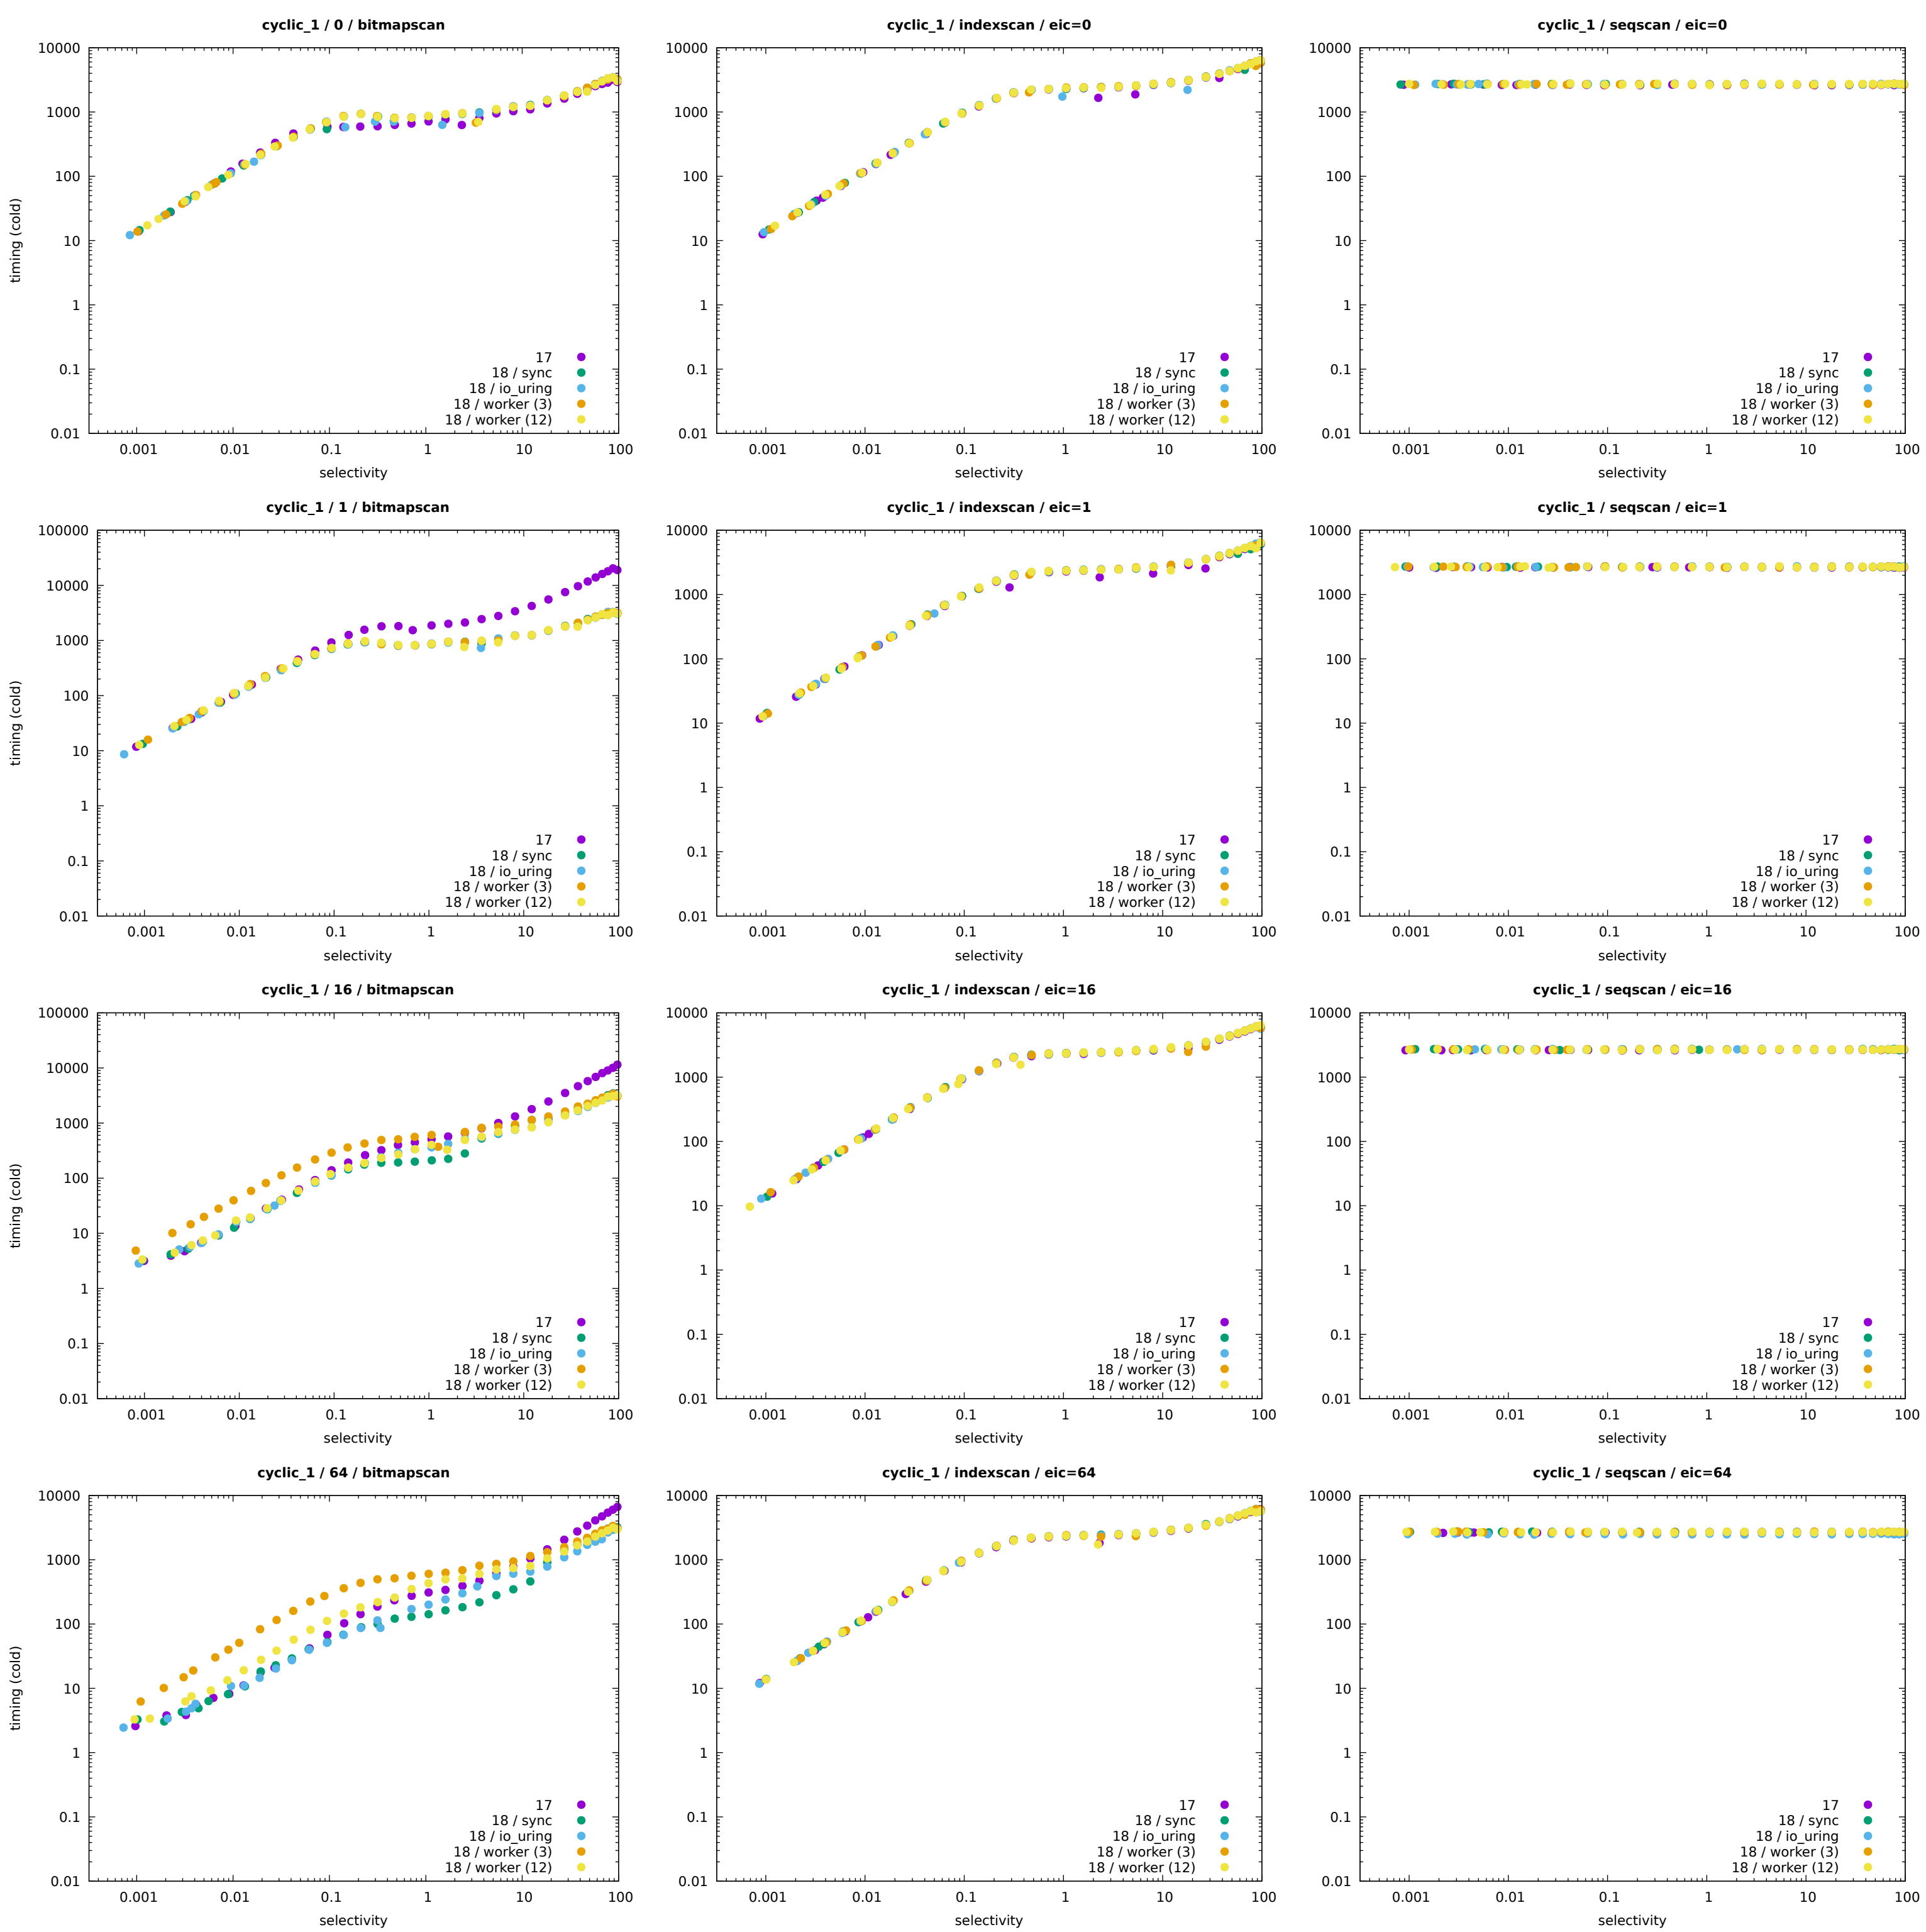 cyclic_1 / 0 / bitmapscan
timing (cold)
10000
1000
100
10
1
0.1
0.01
17
18 / sync
18 / io_uring
18 / worker (3)
18 / worker (12)
0.001 0.01 0.1 1 10 100
selectivity
cyclic_1 / indexscan / eic=0
10000
1000
100
10
1
0.1
0.01
17
18 / sync
18 / io_uring
18 / worker (3)
18 / worker (12)
0.001 0.01 0.1 1 10 100
selectivity
cyclic_1 / seqscan / eic=0
10000
1000
100
10
1
0.1
0.01
17
18 / sync
18 / io_uring
18 / worker (3)
18 / worker (12)
0.001 0.01 0.1 1 10 100
selectivity
cyclic_1 / 1 / bitmapscan
timing (cold)
100000
10000
1000
100
10
1
0.1
0.01
17
18 / sync
18 / io_uring
18 / worker (3)
18 / worker (12)
0.001 0.01 0.1 1 10 100
selectivity
cyclic_1 / indexscan / eic=1
10000
1000
100
10
1
0.1
0.01
17
18 / sync
18 / io_uring
18 / worker (3)
18 / worker (12)
0.001 0.01 0.1 1 10 100
selectivity
cyclic_1 / seqscan / eic=1
10000
1000
100
10
1
0.1
0.01
17
18 / sync
18 / io_uring
18 / worker (3)
18 / worker (12)
0.001 0.01 0.1 1 10 100
selectivity
cyclic_1 / 16 / bitmapscan
timing (cold)
100000
10000
1000
100
10
1
0.1
0.01
17
18 / sync
18 / io_uring
18 / worker (3)
18 / worker (12)
0.001 0.01 0.1 1 10 100
selectivity
cyclic_1 / indexscan / eic=16
10000
1000
100
10
1
0.1
0.01
17
18 / sync
18 / io_uring
18 / worker (3)
18 / worker (12)
0.001 0.01 0.1 1 10 100
selectivity
cyclic_1 / seqscan / eic=16
10000
1000
100
10
1
0.1
0.01
17
18 / sync
18 / io_uring
18 / worker (3)
18 / worker (12)
0.001 0.01 0.1 1 10 100
selectivity
cyclic_1 / 64 / bitmapscan
timing (cold)
10000
1000
100
10
1
0.1
0.01
17
18 / sync
18 / io_uring
18 / worker (3)
18 / worker (12)
0.001 0.01 0.1 1 10 100
selectivity
cyclic_1 / indexscan / eic=64
10000
1000
100
10
1
0.1
0.01
17
18 / sync
18 / io_uring
18 / worker (3)
18 / worker (12)
0.001 0.01 0.1 1 10 100
selectivity
cyclic_1 / seqscan / eic=64
10000
1000
100
10
1
0.1
0.01
17
18 / sync
18 / io_uring
18 / worker (3)
18 / worker (12)
0.001 0.01 0.1 1 10 100
selectivity